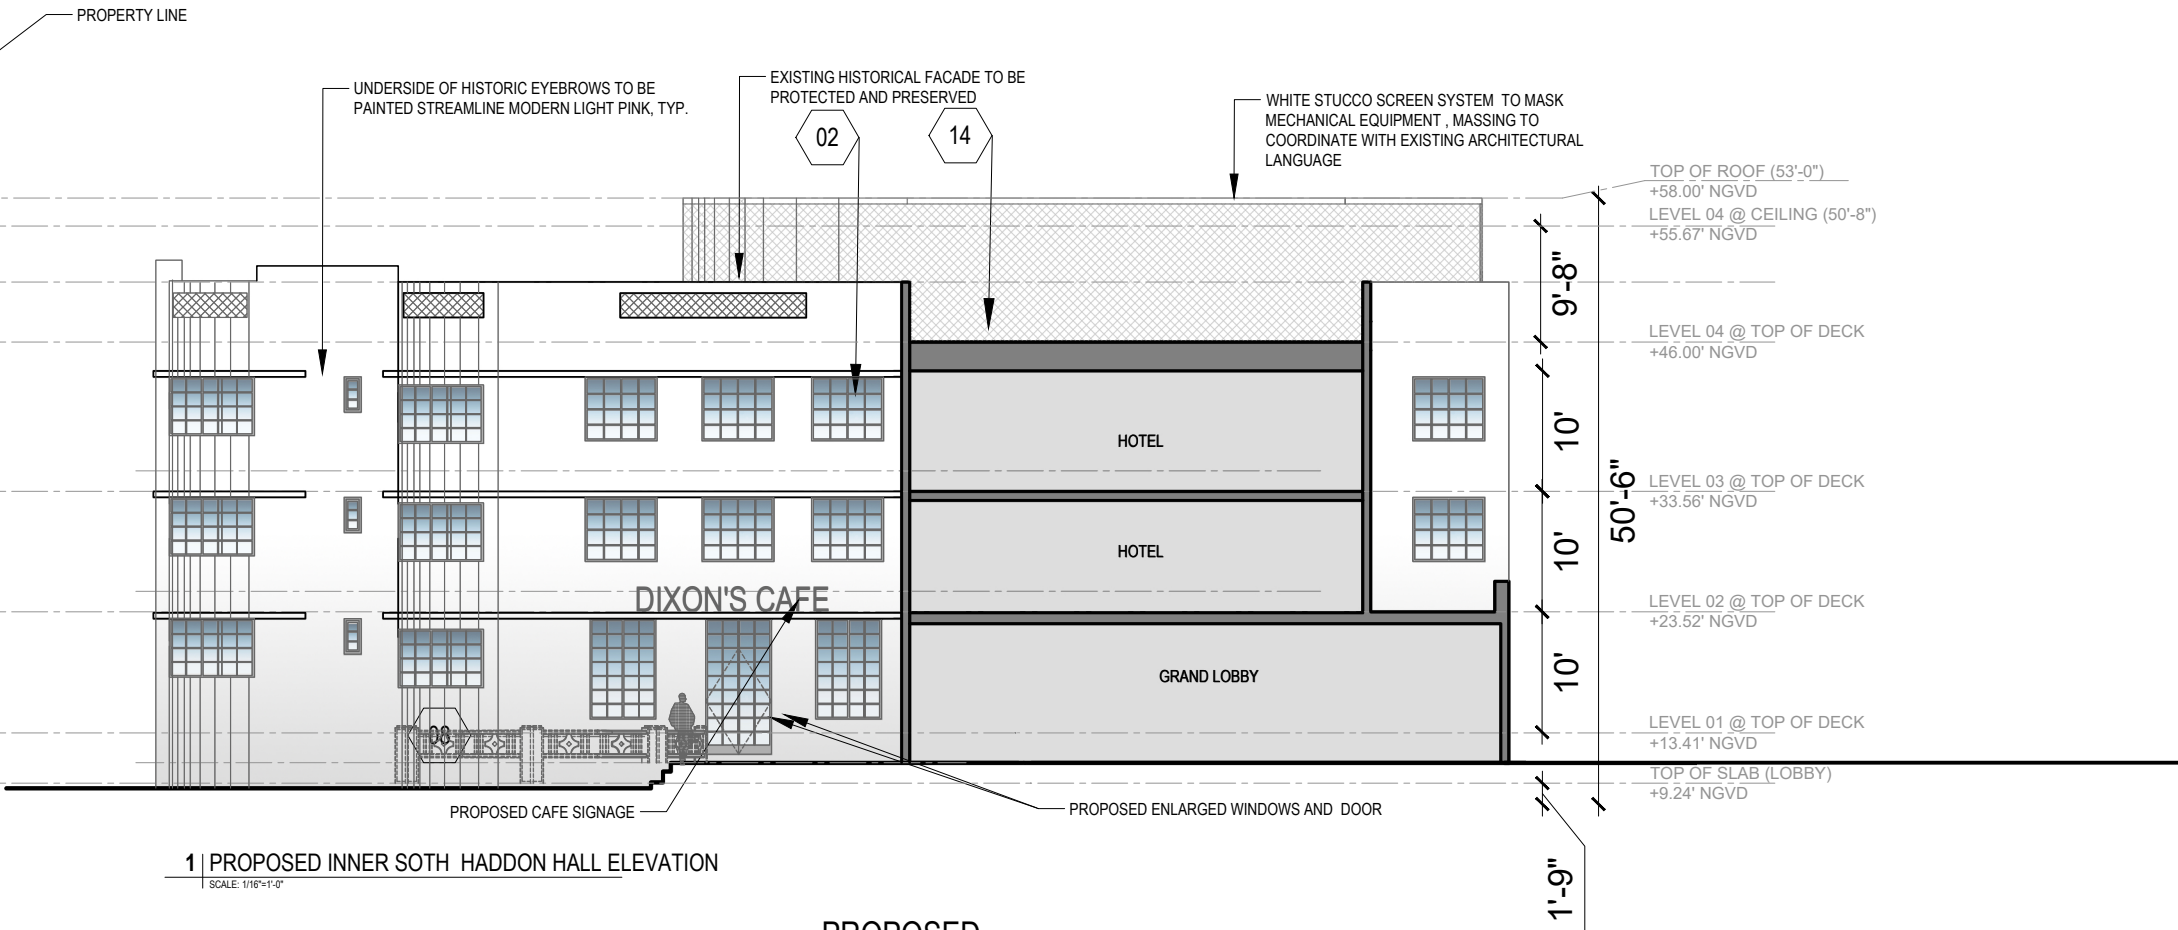 PROPERTY LINE
UNDERSIDE OF HISTORIC EYEBROWS TO BE
PAINTED STREAMLINE MODERN LIGHT PINK, TYP.
EXISTING HISTORICAL FACADE TO BE
PROTECTED AND PRESERVED
02
14
WHITE STUCCO SCREEN SYSTEM TO MASK
MECHANICAL EQUIPMENT , MASSING TO
COORDINATE WITH EXISTING ARCHITECTURAL
LANGUAGE
TOP OF ROOF (53'-0")
+58.00' NGVD
LEVEL 04 @ CEILING (50'-8")
+55.67' NGVD
9'-8"
LEVEL 04 @ TOP OF DECK
+46.00' NGVD
HOTEL
10'
LEVEL 03 @ TOP OF DECK
+33.56' NGVD
50'-6"
HOTEL
10'
DIXON'S CAFE
LEVEL 02 @ TOP OF DECK
+23.52' NGVD
GRAND LOBBY
10'
LEVEL 01 @ TOP OF DECK
+13.41' NGVD
08
TOP OF SLAB (LOBBY)
+9.24' NGVD
PROPOSED CAFE SIGNAGE
PROPOSED ENLARGED WINDOWS AND DOOR
1'-9"
1 PROPOSED INNER SOTH HADDON HALL ELEVATION
SCALE: 1/16"=1'-0"
PROPOSED